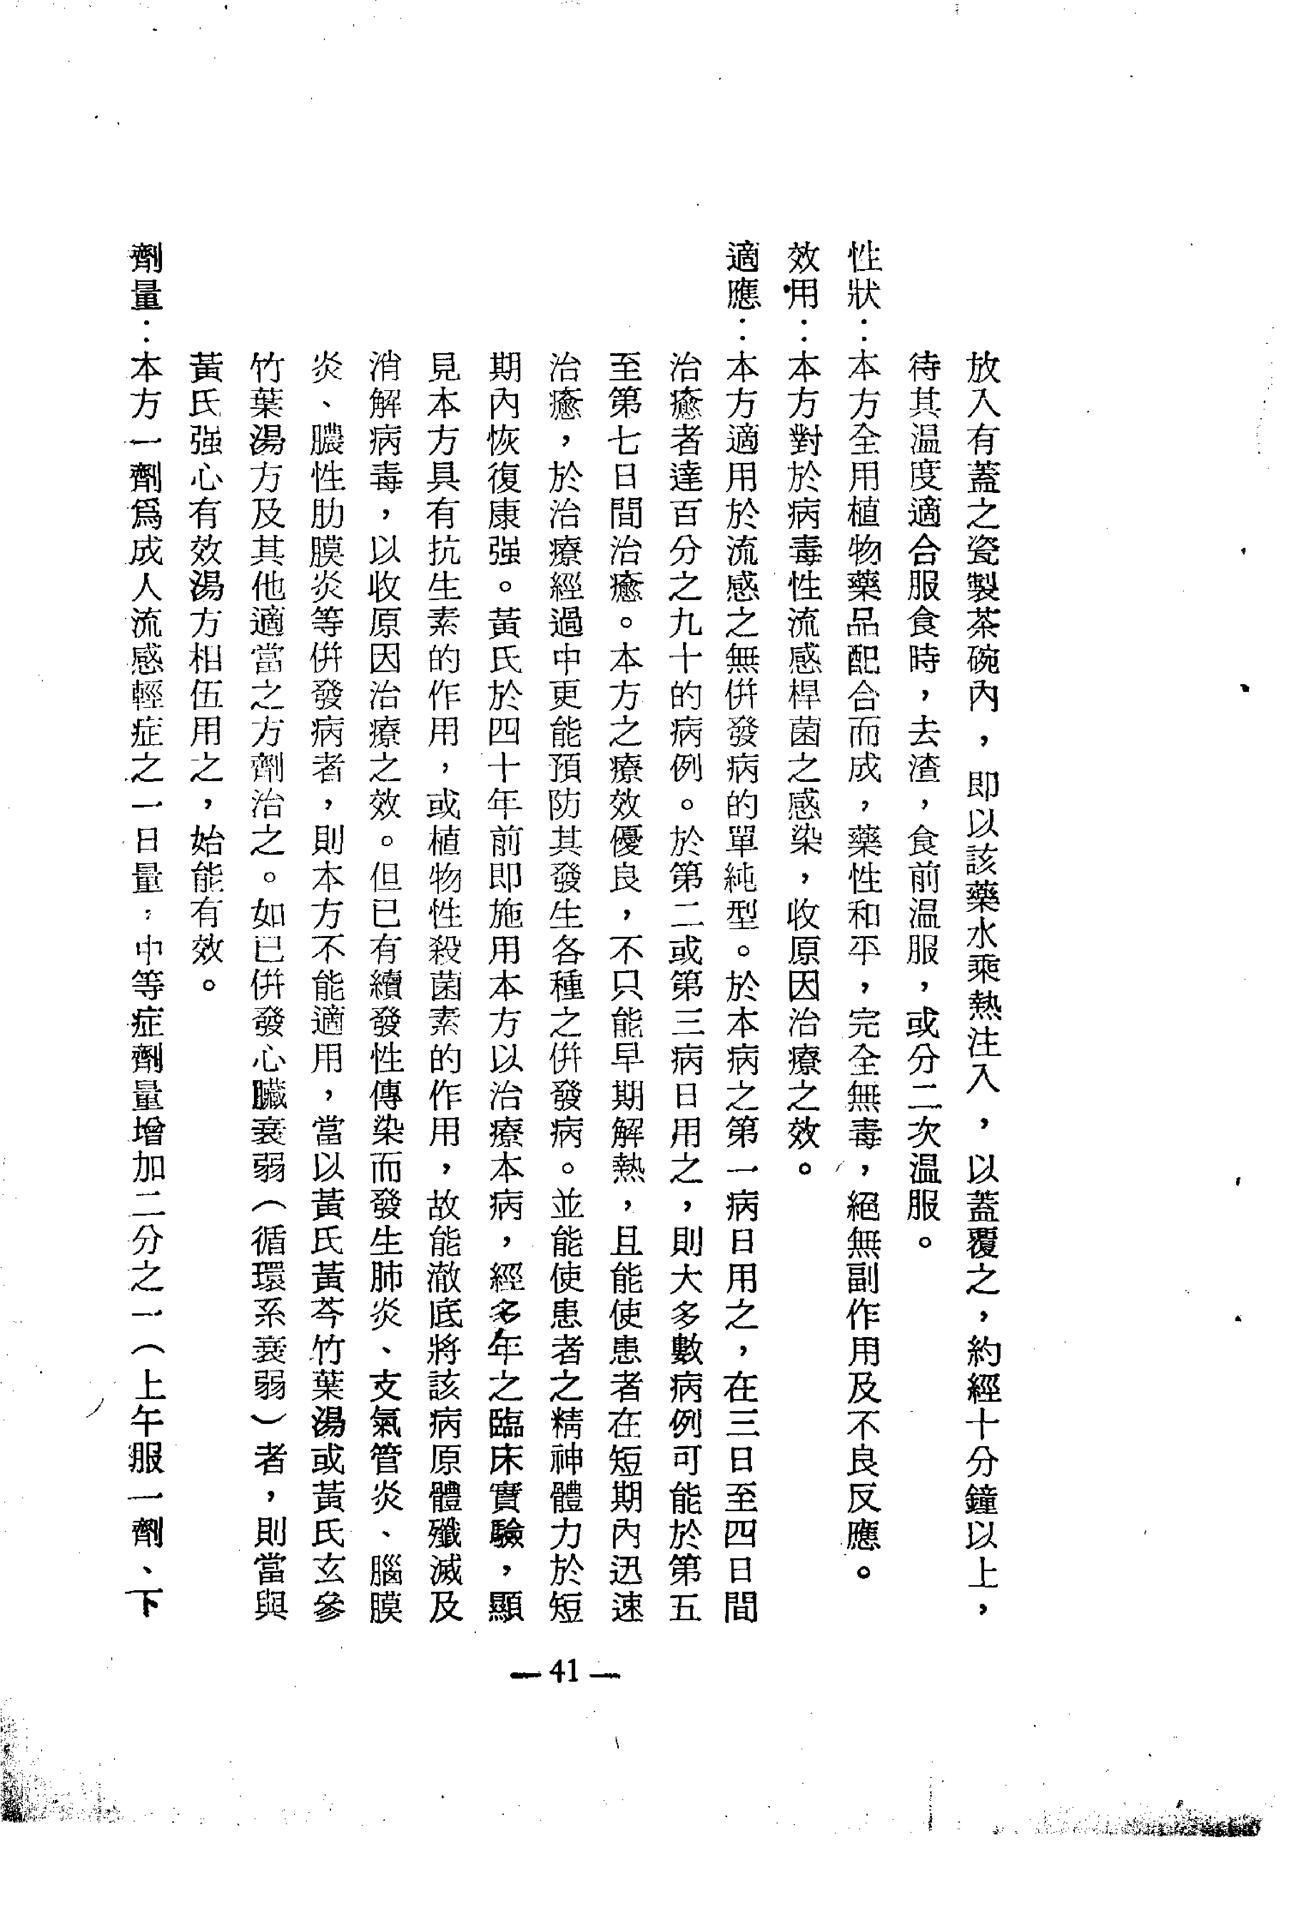 放入有蓋之瓷製茶碗內，即以該藥水乘熱注入，以蓋覆之，約經十分鐘以上，
待其温度適合服食時，去渣，食前温服，或分二次温服。
性狀：本方全用植物藥品配合而成，藥性和平，完全無毒，絕無副作用及不良反應。
效用：本方對於病毒性流感桿菌之感染，收原因治療之效。
適應：本方適用於流感之無併發病的單純型。於本病之第一病日用之，在三日至四日間
治癒者達百分之九十的病例。於第二或第三病日用之，則大多數病例可能於第五
至第七日間治癒。本方之療效優良，不只能早期解熱，且能使患者在短期內迅速
治癒，於治療經過中更能預防其發生各種之併發病。並能使患者之精神體力於短
期內恢復康强。黃氏於四十年前即施用本方以治療本病，經多年之臨床實驗，顯
見本方具有抗生素的作用，或植物性殺菌素的作用，故能澈底將該病原體殲滅及
消解病毒，以收原因治療之效。但已有續發性傳染而發生肺炎、支氣管炎、腦膜
炎、膿性肋膜炎等併發病者，則本方不能適用，當以黃氏黃芩竹葉湯或黃氏玄參
竹葉湯方及其他適當之方劑治之。如已併發心臟衰弱（循環系衰弱）者，則當與
黃氏强心有效湯方相伍用之，始能有效。
劑量：本方一劑爲成人流感輕症之一日量，中等症劑量增加二分之一（上午服一劑、下
— 41 —